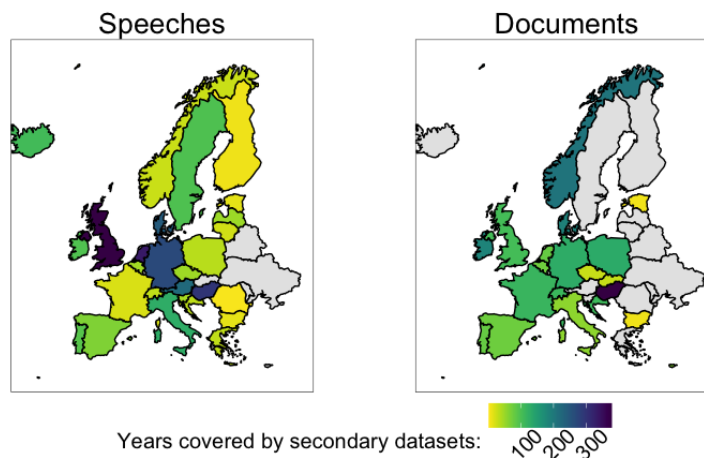 Speeches
Documents
Years covered by secondary datasets:
100
200
300